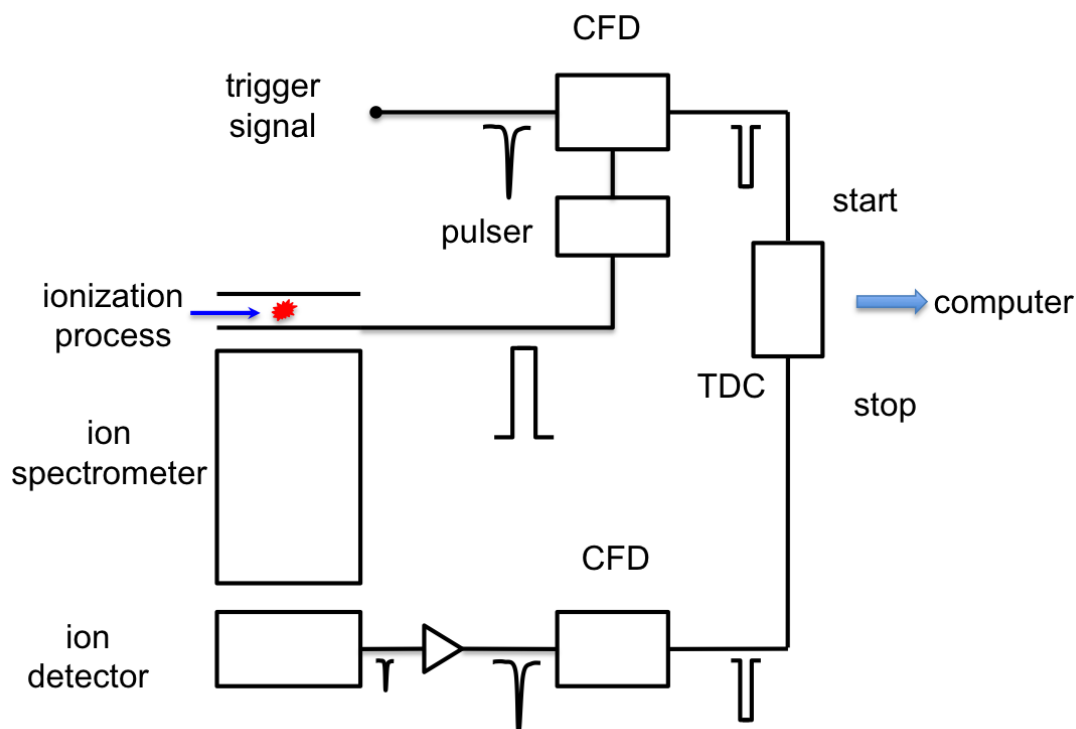 CFD
trigger
signal
start
pulser
ionization
process
computer
TDC
stop
ion
spectrometer
CFD
ion
detector